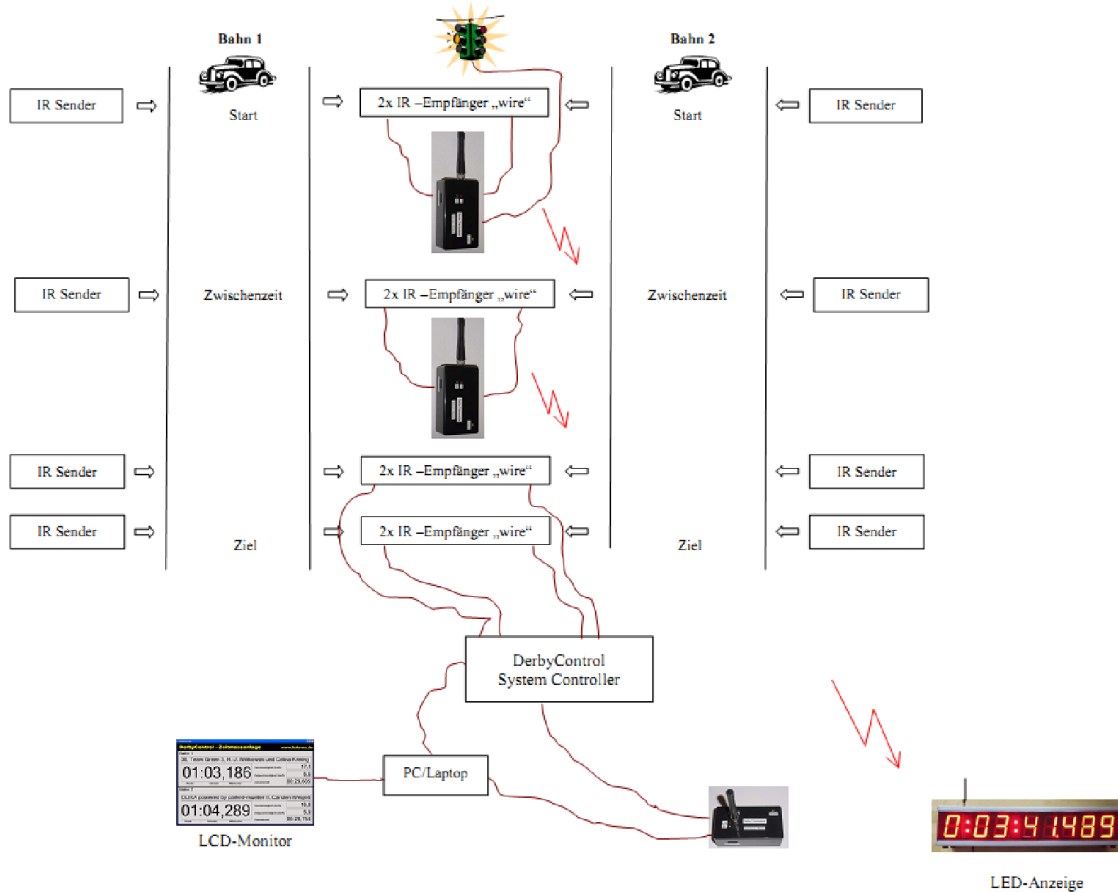 Bahn 1
Bahn 2
IR Sender
2x IR –Empfänger „wire“
IR Sender
Start
Start
IR Sender
Zwischenzeit
2x IR –Empfänger „wire“
Zwischenzeit
IR Sender
IR Sender
2x IR –Empfänger „wire“
IR Sender
IR Sender
2x IR –Empfänger „wire“
IR Sender
Ziel
Ziel
DerbyControl
System Controller
DerbyControl - Zeitmessanlage
01:03,186
01:04,289
PC/Laptop
LCD-Monitor
0:03:41.489
LED-Anzeige